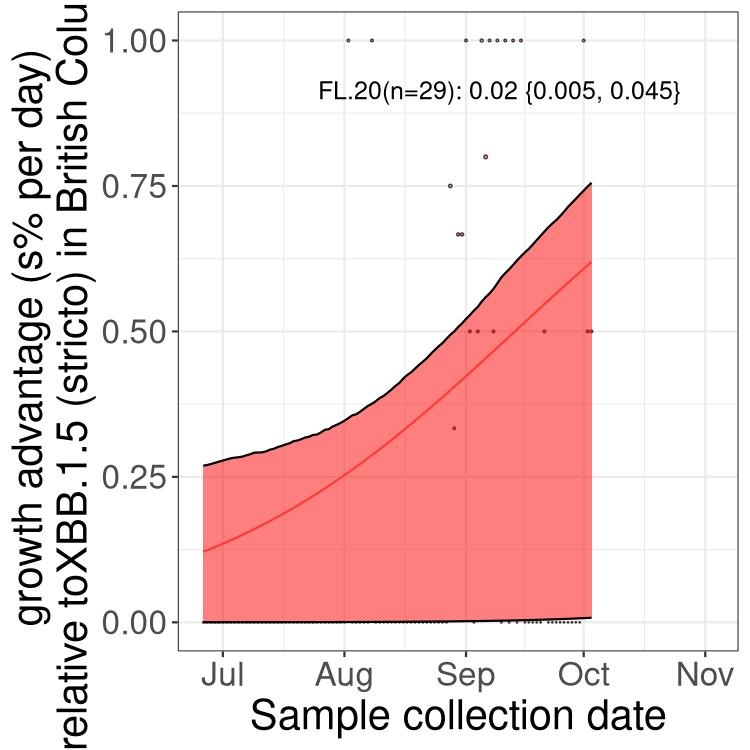 growth advantage (s% per day)
relative toXBB.1.5 (stricto) in British Colu
1.00
0.75
0.50
0.25
0.00
FL.20(n=29): 0.02 {0.005, 0.045}
Jul Aug Sep Oct Nov
Sample collection date